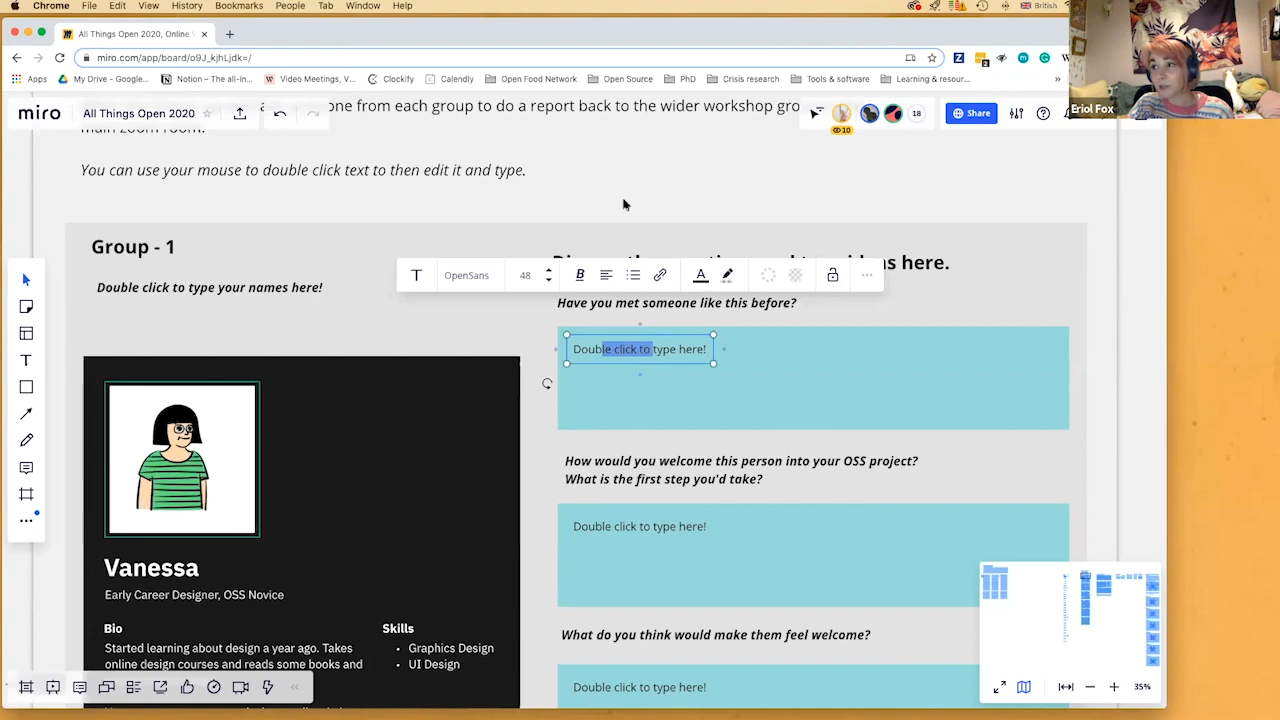 Chrome File Edit View History Bookmarks People Tab Window Help British
All Things Open 2020, Online
miro.com/app/board/o9J_kjhLjdk=/
Apps My Drive - Google... Notion – The all-in... Video Meetings, V... Clockify Calendly Open Food Network Open Source PhD Crisis research Tools & software Learning & resour... »
Eriol Fox
miro All Things Open 2020 one from each group to do a report back to the wider workshop 18 Share
10
You can use your mouse to double click text to then edit it and type.
Group - 1
as here.
Double click to type your names here!
OpenSans 48
Have you met someone like this before?
Double click to type here!
How would you welcome this person into your OSS project?
What is the first step you'd take?
Double click to type here!
Vanessa
Early Career Designer, OSS Novice
Bio
Started learning about design a year ago. Takes
online design courses and reads some books and
Skills
• Graphics Design
• UI Design
What do you think would make them feel welcome?
Double click to type here!
35%